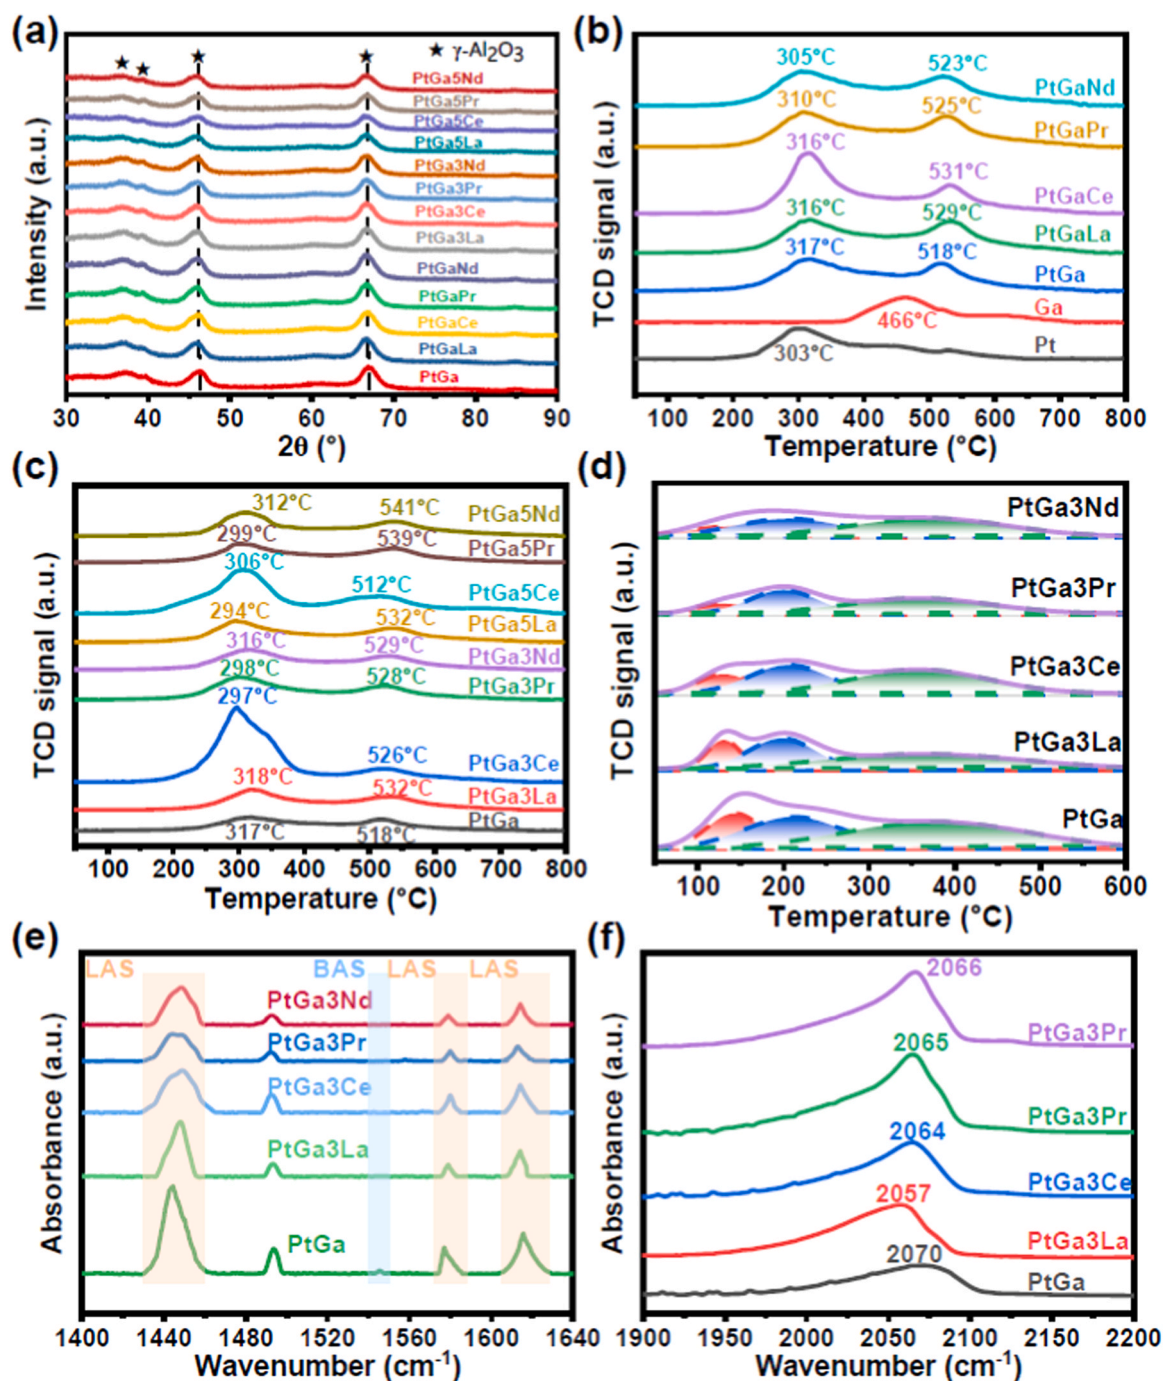 (a)
★ γ-Al2O3
PtGa5Nd
PtGa5Pr
PtGa5Ce
PtGa5La
PtGa3Nd
PtGa3Pr
PtGa3Ce
PtGa3La
PtGaNd
PtGaPr
PtGaCe
PtGaLa
PtGa
Intensity (a.u.)
30 40 50 60 70 80 90
2θ (°)
(b)
305°C 523°C
PtGaNd
310°C 525°C
PtGaPr
316°C 531°C
PtGaCe
316°C 529°C
PtGaLa
317°C 518°C
PtGa
466°C Ga
303°C Pt
TCD signal (a.u.)
100 200 300 400 500 600 700 800
Temperature (°C)
(c)
312°C 541°C PtGa5Nd
299°C 539°C PtGa5Pr
306°C 512°C PtGa5Ce
294°C 532°C PtGa5La
316°C 529°C PtGa3Nd
298°C 528°C PtGa3Pr
297°C 526°C PtGa3Ce
318°C 532°C PtGa3La
317°C 518°C PtGa
TCD signal (a.u.)
100 200 300 400 500 600 700 800
Temperature (°C)
(d)
PtGa3Nd
PtGa3Pr
PtGa3Ce
PtGa3La
PtGa
TCD signal (a.u.)
100 200 300 400 500 600
Temperature (°C)
(e)
LAS BAS LAS LAS
PtGa3Nd
PtGa3Pr
PtGa3Ce
PtGa3La
PtGa
Absorbance (a.u.)
1400 1440 1480 1520 1560 1600 1640
Wavenumber (cm-1)
(f)
2066
PtGa3Pr
2065
PtGa3Pr
2064
PtGa3Ce
2057
PtGa3La
2070
PtGa
Absorbance (a.u.)
1900 1950 2000 2050 2100 2150 2200
Wavenumber (cm-1)